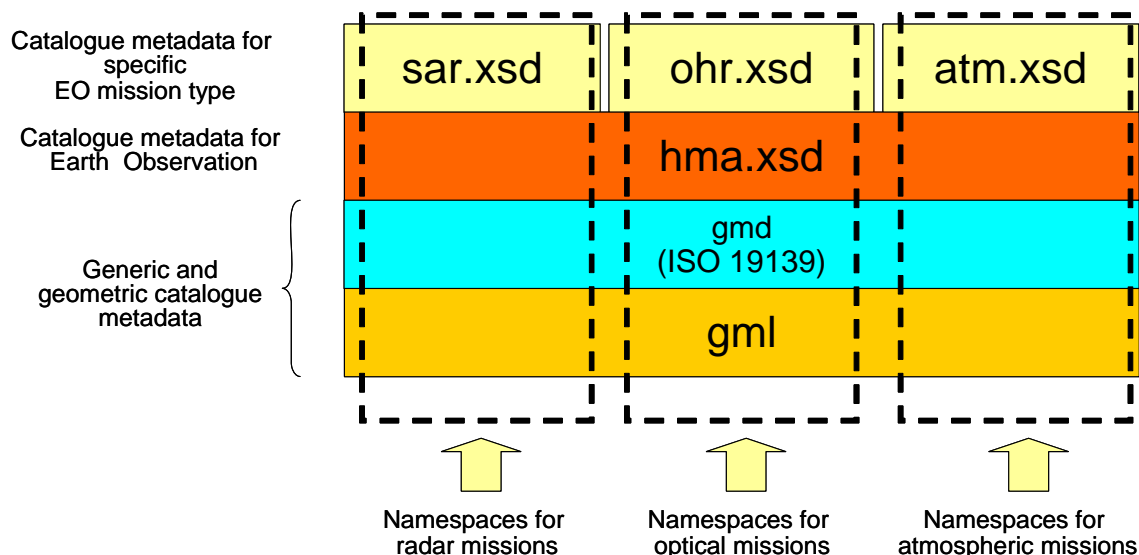 Catalogue metadata for
specific
EO mission type
sar.xsd
ohr.xsd
atm.xsd
Catalogue metadata for
Earth Observation
hma.xsd
gmd
(ISO 19139)
Generic and
geometric catalogue
metadata
gml
Namespaces for
radar missions
Namespaces for
optical missions
Namespaces for
atmospheric missions